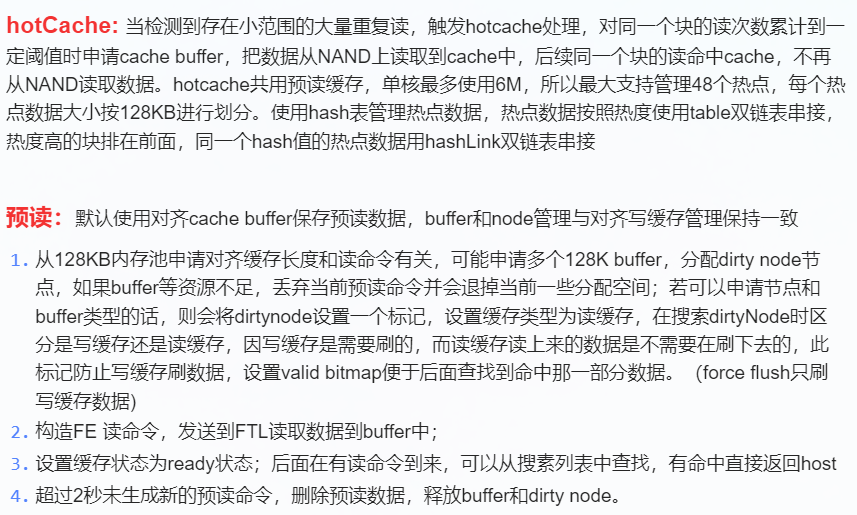 hotCache: 当检测到存在小范围的大量重复读，触发hotcache处理，对同一个块的读次数累计到一
定阈值时申请cache buffer，把数据从NAND上读取到cache中，后续同一个块的读命中cache，不再
从NAND读取数据。hotcache共用预读缓存，单核最多使用6M，所以最大支持管理48个热点，每个热
点数据大小按128KB进行划分。使用hash表管理热点数据，热点数据按照热度使用table双链表串接，
热度高的块排在前面，同一个hash值的热点数据用hashLink双链表串接
预读：默认使用对齐cache buffer保存预读数据，buffer和node管理与对齐写缓存管理保持一致
1. 从128KB内存池申请对齐缓存长度和读命令有关，可能申请多个128K buffer，分配dirty node节
点，如果buffer等资源不足，丢弃当前预读命令并会退掉当前一些分配空间；若可以申请节点和
buffer类型的话，则会将dirtynode设置一个标记，设置缓存类型为读缓存，在搜索dirtyNode时区
分是写缓存还是读缓存，因写缓存是需要刷的，而读缓存读上来的数据是不需要在刷下去的，此
标记防止写缓存刷数据，设置valid bitmap便于后面查找到命中那一部分数据。（force flush只刷
写缓存数据)
2. 构造FE 读命令，发送到FTL读取数据到buffer中；
3. 设置缓存状态为ready状态；后面在有读命令到来，可以从搜素列表中查找，有命中直接返回host
4. 超过2秒未生成新的预读命令，删除预读数据，释放buffer和dirty node。